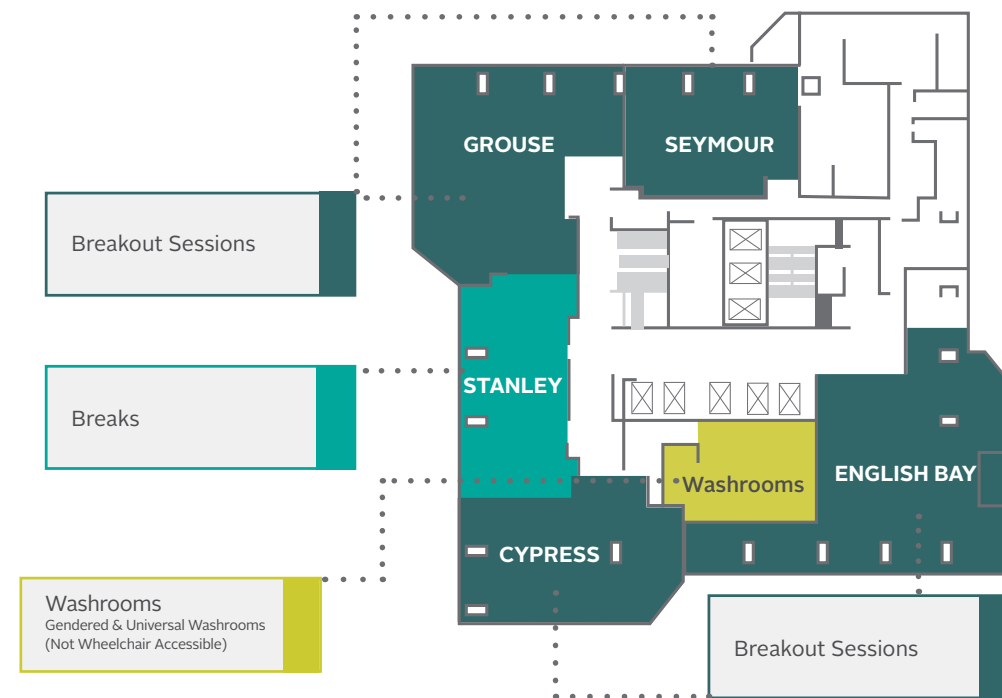 GROUSE
SEYMOUR
Breakout Sessions
STANLEY
Breaks
Washrooms
ENGLISH BAY
CYPRESS
Washrooms
Gendered & Universal Washrooms
(Not Wheelchair Accessible)
Breakout Sessions